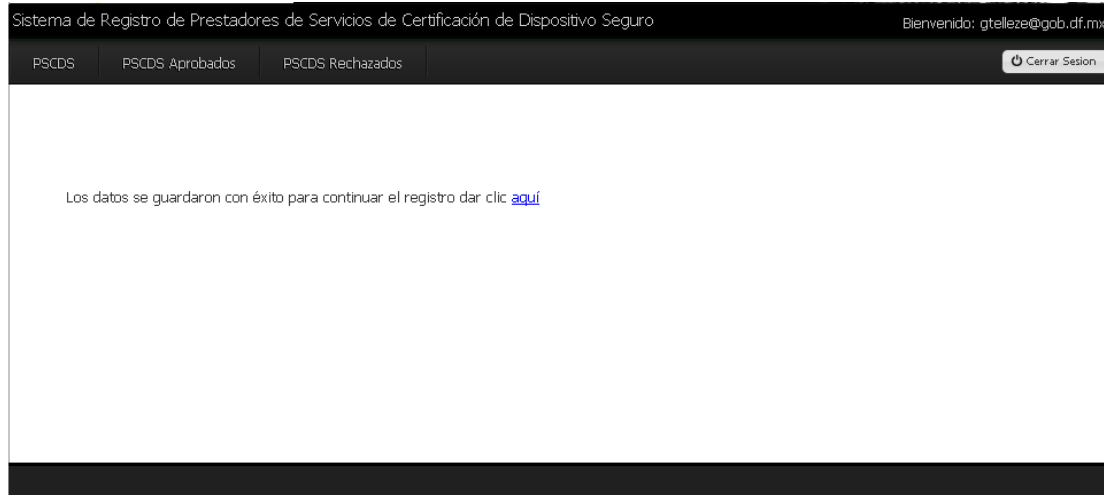 Sistema de Registro de Prestadores de Servicios de Certificación de Dispositivo Seguro
Bienvenido: gtelleze@gob.df.mx
PSCDS
PSCDS Aprobados
PSCDS Rechazados
Cerrar Sesion
Los datos se guardaron con éxito para continuar el registro dar clic aquí